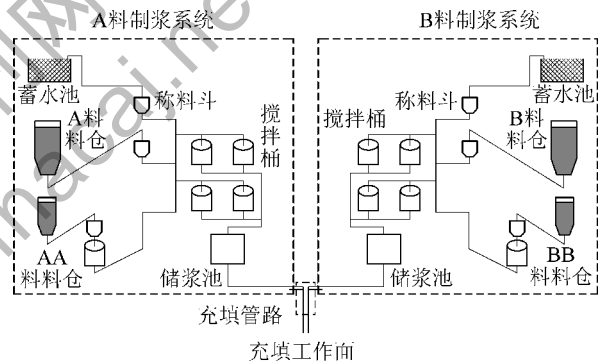 A料制浆系统
B料制浆系统
蓄水池
称料斗
A料
料仓
搅
拌
桶
AA
料料仓
储浆池
称料斗
蓄水池
搅拌桶
B料
料仓
BB
料料仓
储浆池
充填管路
充填工作面